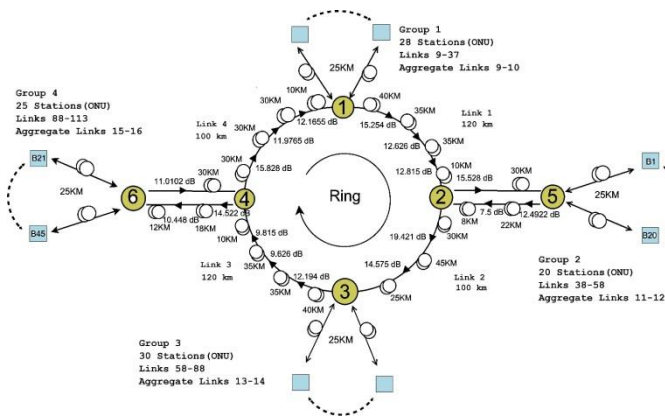 Group 1
28 Stations(ONU)
Links 9-37
Aggregate Links 9-10
25KM
Group 4
25 Stations(ONU)
Links 88-113
Aggregate Links 15-16
Link 4
100 km
30KM
10KM
12.1655 dB
1
40KM
15.254 dB
35KM
Link 1
120 km
30KM
11.9765 dB
12.626 dB
35KM
B21
25KM
B45
6
11.0102 dB
30KM
30KM
15.828 dB
12.815 dB
10KM
15.528 dB
30KM
B1
25KM
B20
4
Ring
2
5
12KM
10.448 dB
18KM
14.522 dB
8KM
7.5 dB
22KM
12.4922 dB
10KM
9.815 dB
19.421 dB
30KM
Link 3
120 km
35KM
9.626 dB
45KM
Link 2
100 km
35KM
12.194 dB
14.575 dB
25KM
40KM
3
Group 2
20 Stations(ONU)
Links 38-58
Aggregate Links 11-12
25KM
Group 3
30 Stations(ONU)
Links 58-88
Aggregate Links 13-14